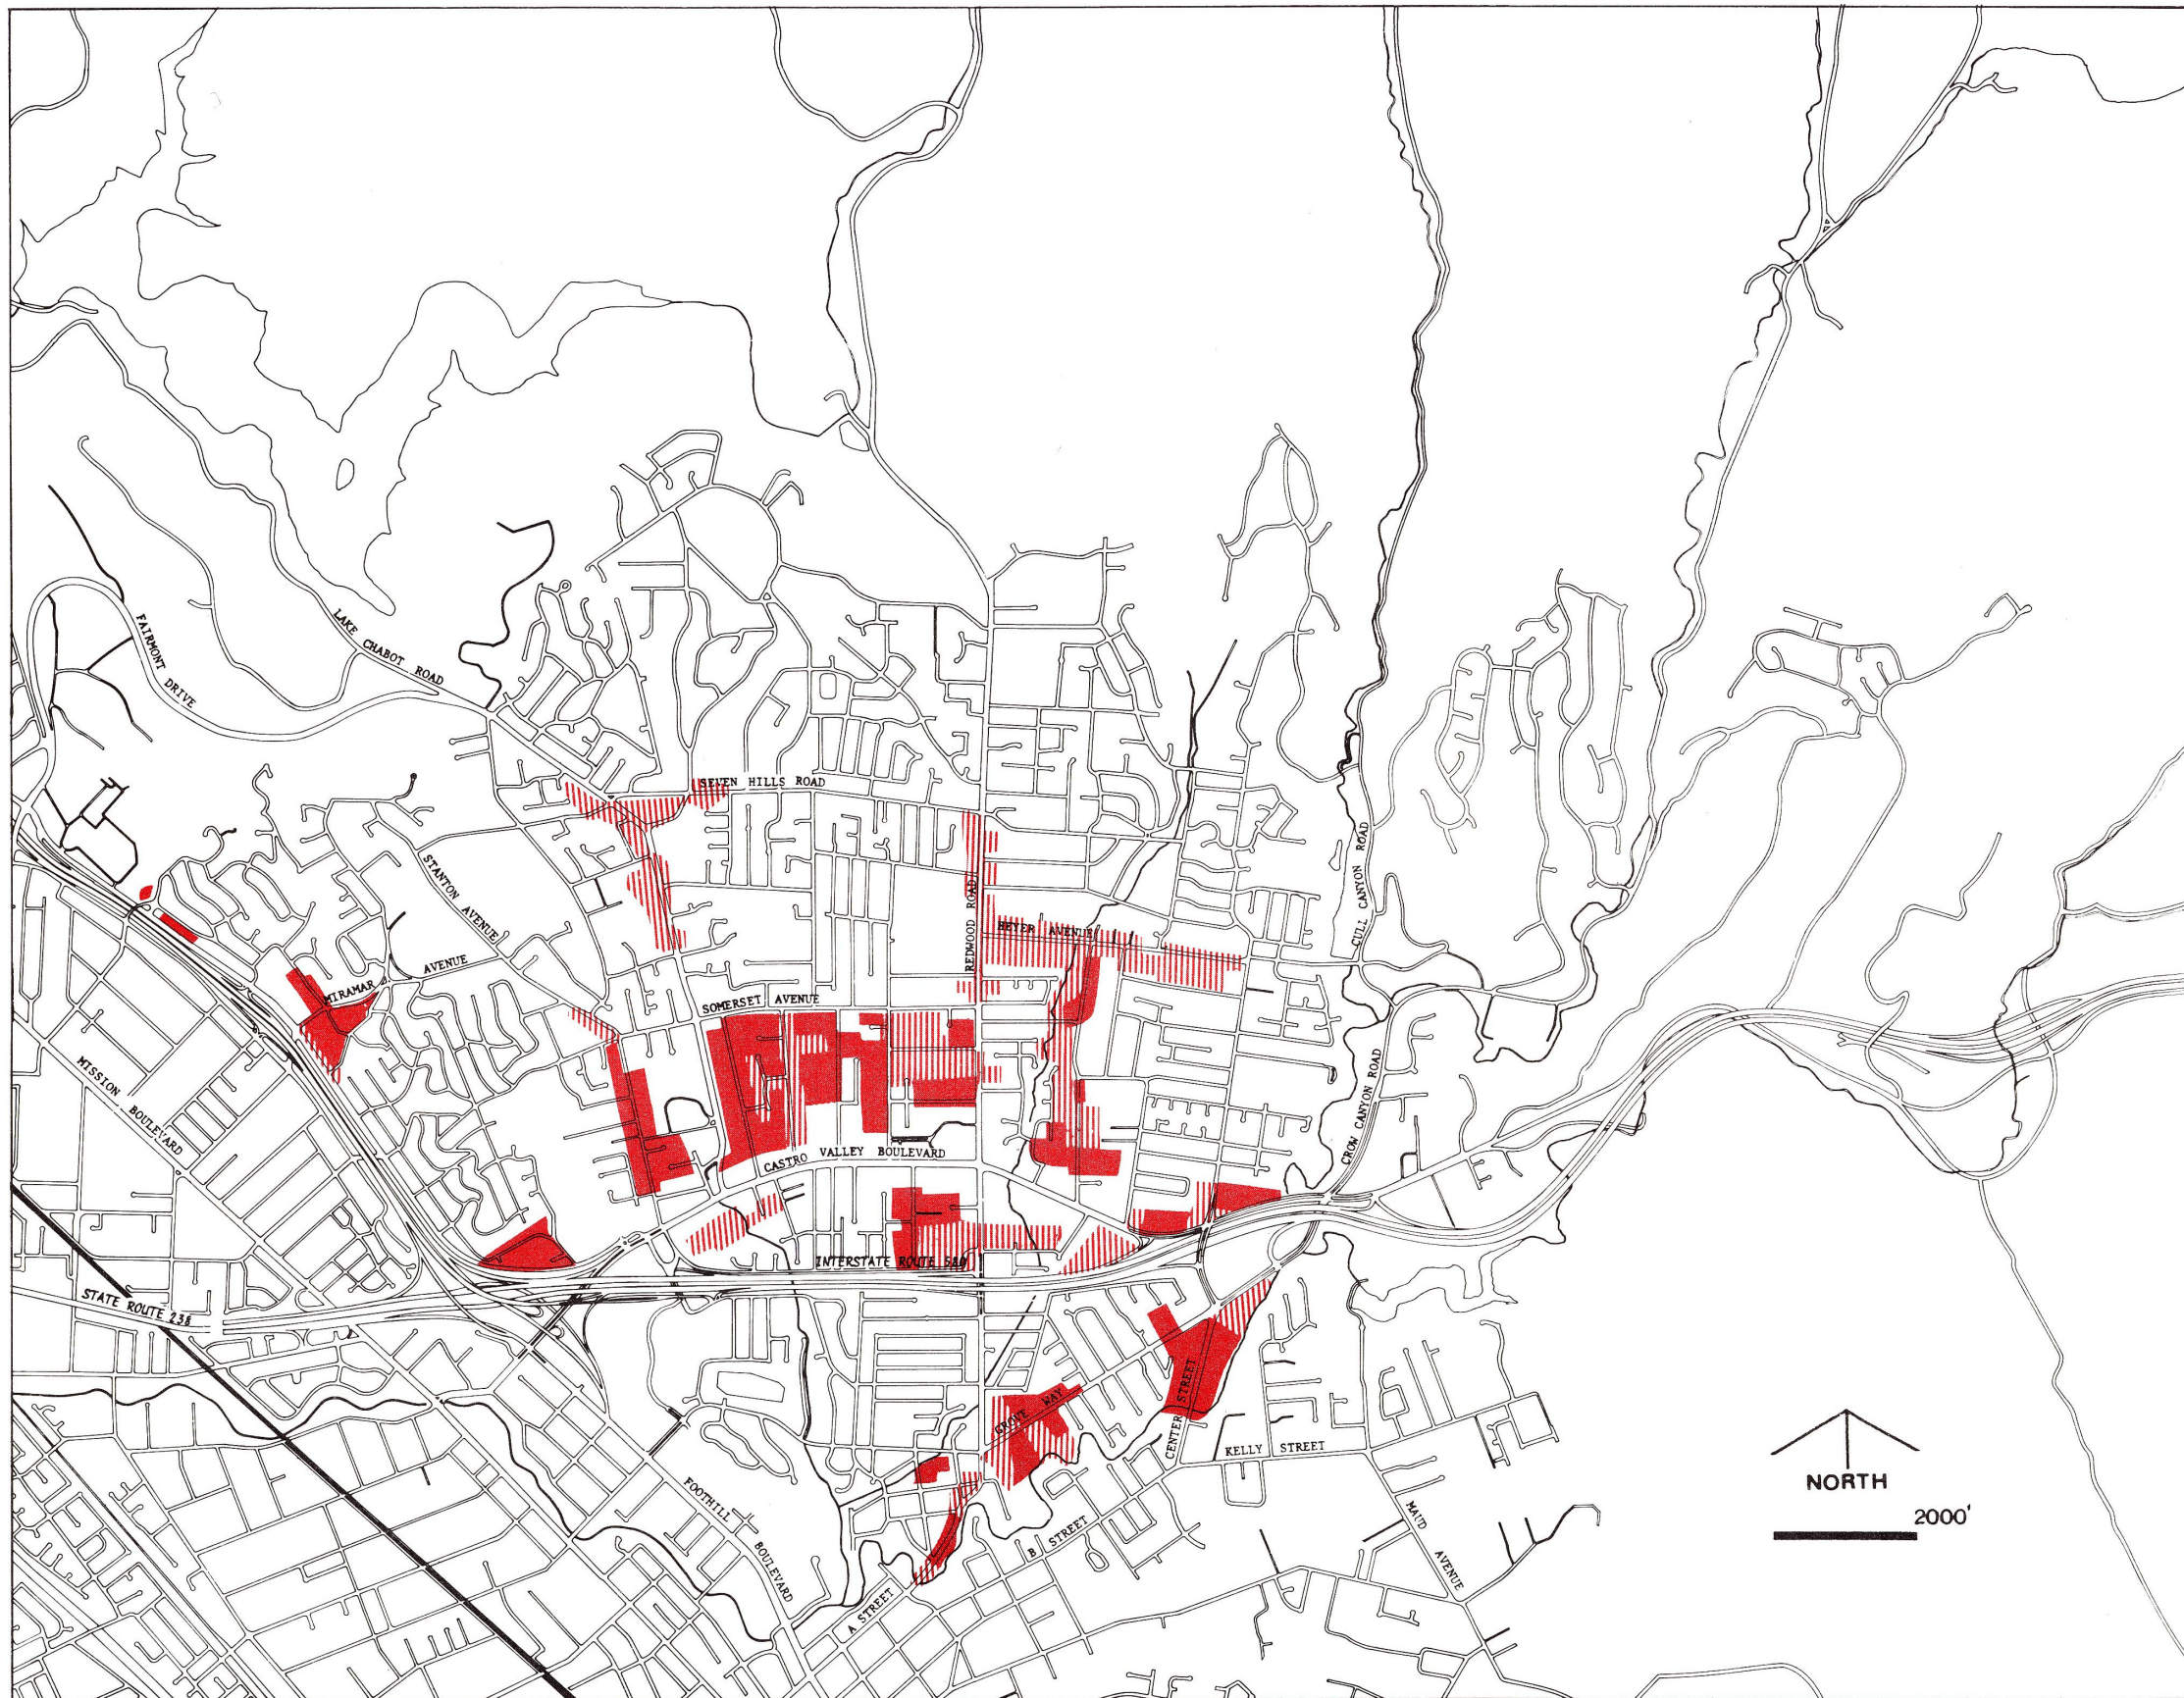 FAIRMONT DRIVE
LAKE CHABOT ROAD
SEVEN HILLS ROAD
STANTON AVENUE
REDWOOD ROAD
HEYER AVENUE
CULL CANYON ROAD
MIRAMAR AVENUE
SOMERSET AVENUE
MISSION BOULEVARD
CROW CANYON ROAD
CASTRO VALLEY BOULEVARD
INTERSTATE ROUTE 580
STATE ROUTE 238
GROVE WAY
CENTER STREET
KELLY STREET
FOOTHILL BOULEVARD
B STREET
A STREET
MAUD AVENUE
NORTH
2000'